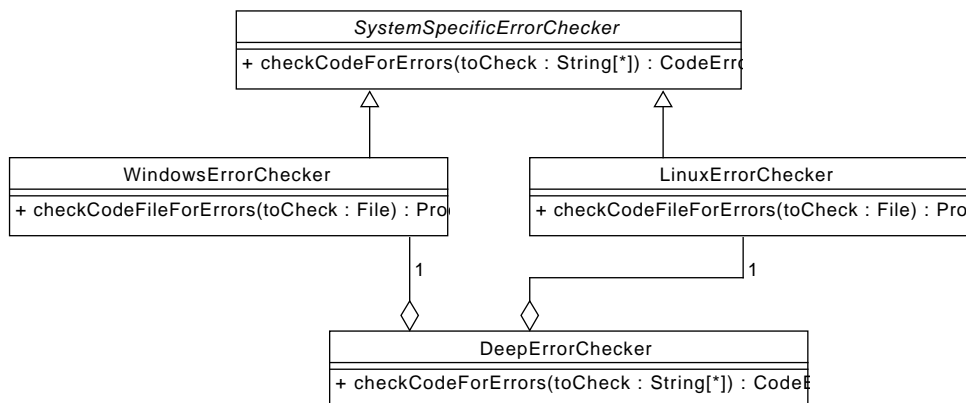 SystemSpecificErrorChecker
+ checkCodeForErrors(toCheck : String[*]) : CodeErro
WindowsErrorChecker
LinuxErrorChecker
+ checkCodeFileForErrors(toCheck : File) : Pro
+ checkCodeFileForErrors(toCheck : File) : Pro
1
1
DeepErrorChecker
+ checkCodeForErrors(toCheck : String[*]) : Code